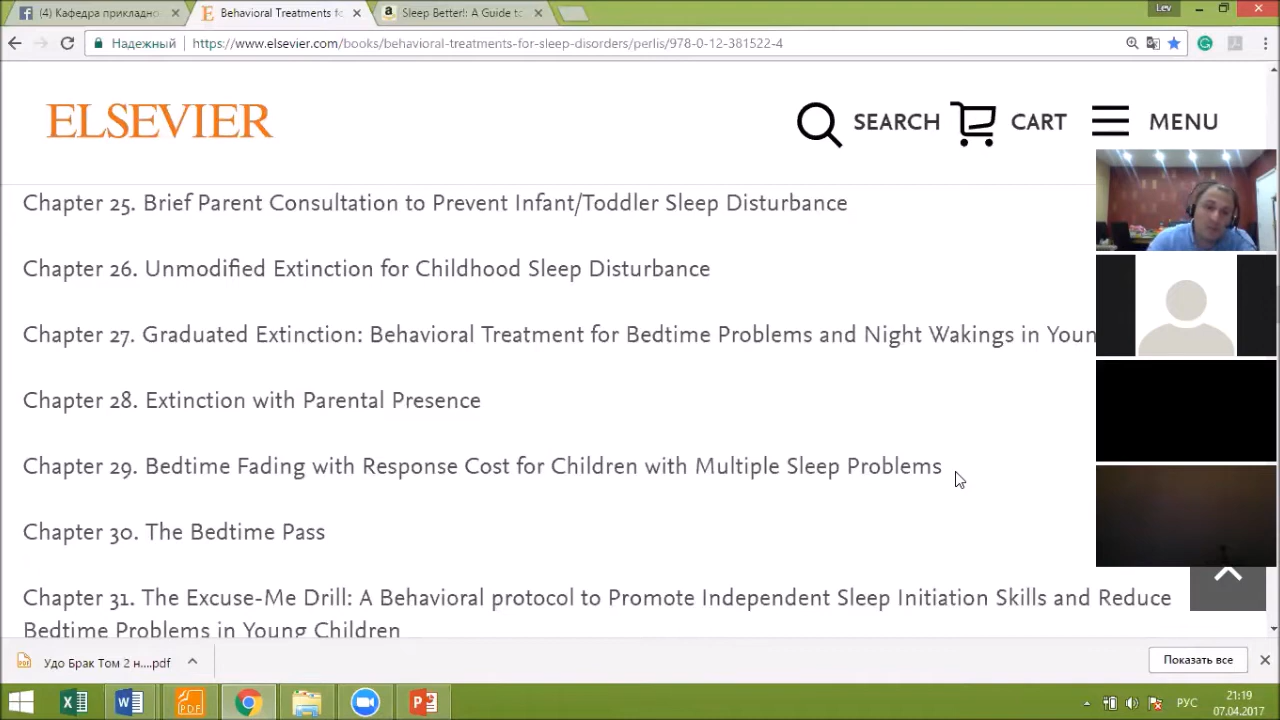 (4) Кафедра прикладно
Behavioral Treatments fo
Sleep Better!: A Guide to
Lev
Надежный
https://www.elsevier.com/books/behavioral-treatments-for-sleep-disorders/perlis/978-0-12-381522-4
ELSEVIER
SEARCH
CART
MENU
Chapter 25. Brief Parent Consultation to Prevent Infant/Toddler Sleep Disturbance
Chapter 26. Unmodified Extinction for Childhood Sleep Disturbance
Chapter 27. Graduated Extinction: Behavioral Treatment for Bedtime Problems and Night Wakings in Youn
Chapter 28. Extinction with Parental Presence
Chapter 29. Bedtime Fading with Response Cost for Children with Multiple Sleep Problems
Chapter 30. The Bedtime Pass
Chapter 31. The Excuse-Me Drill: A Behavioral protocol to Promote Independent Sleep Initiation Skills and Reduce
Bedtime Problems in Young Children
Удо Брак Том 2 н....pdf
Показать все
PDF
РУС
21:19
07.04.2017